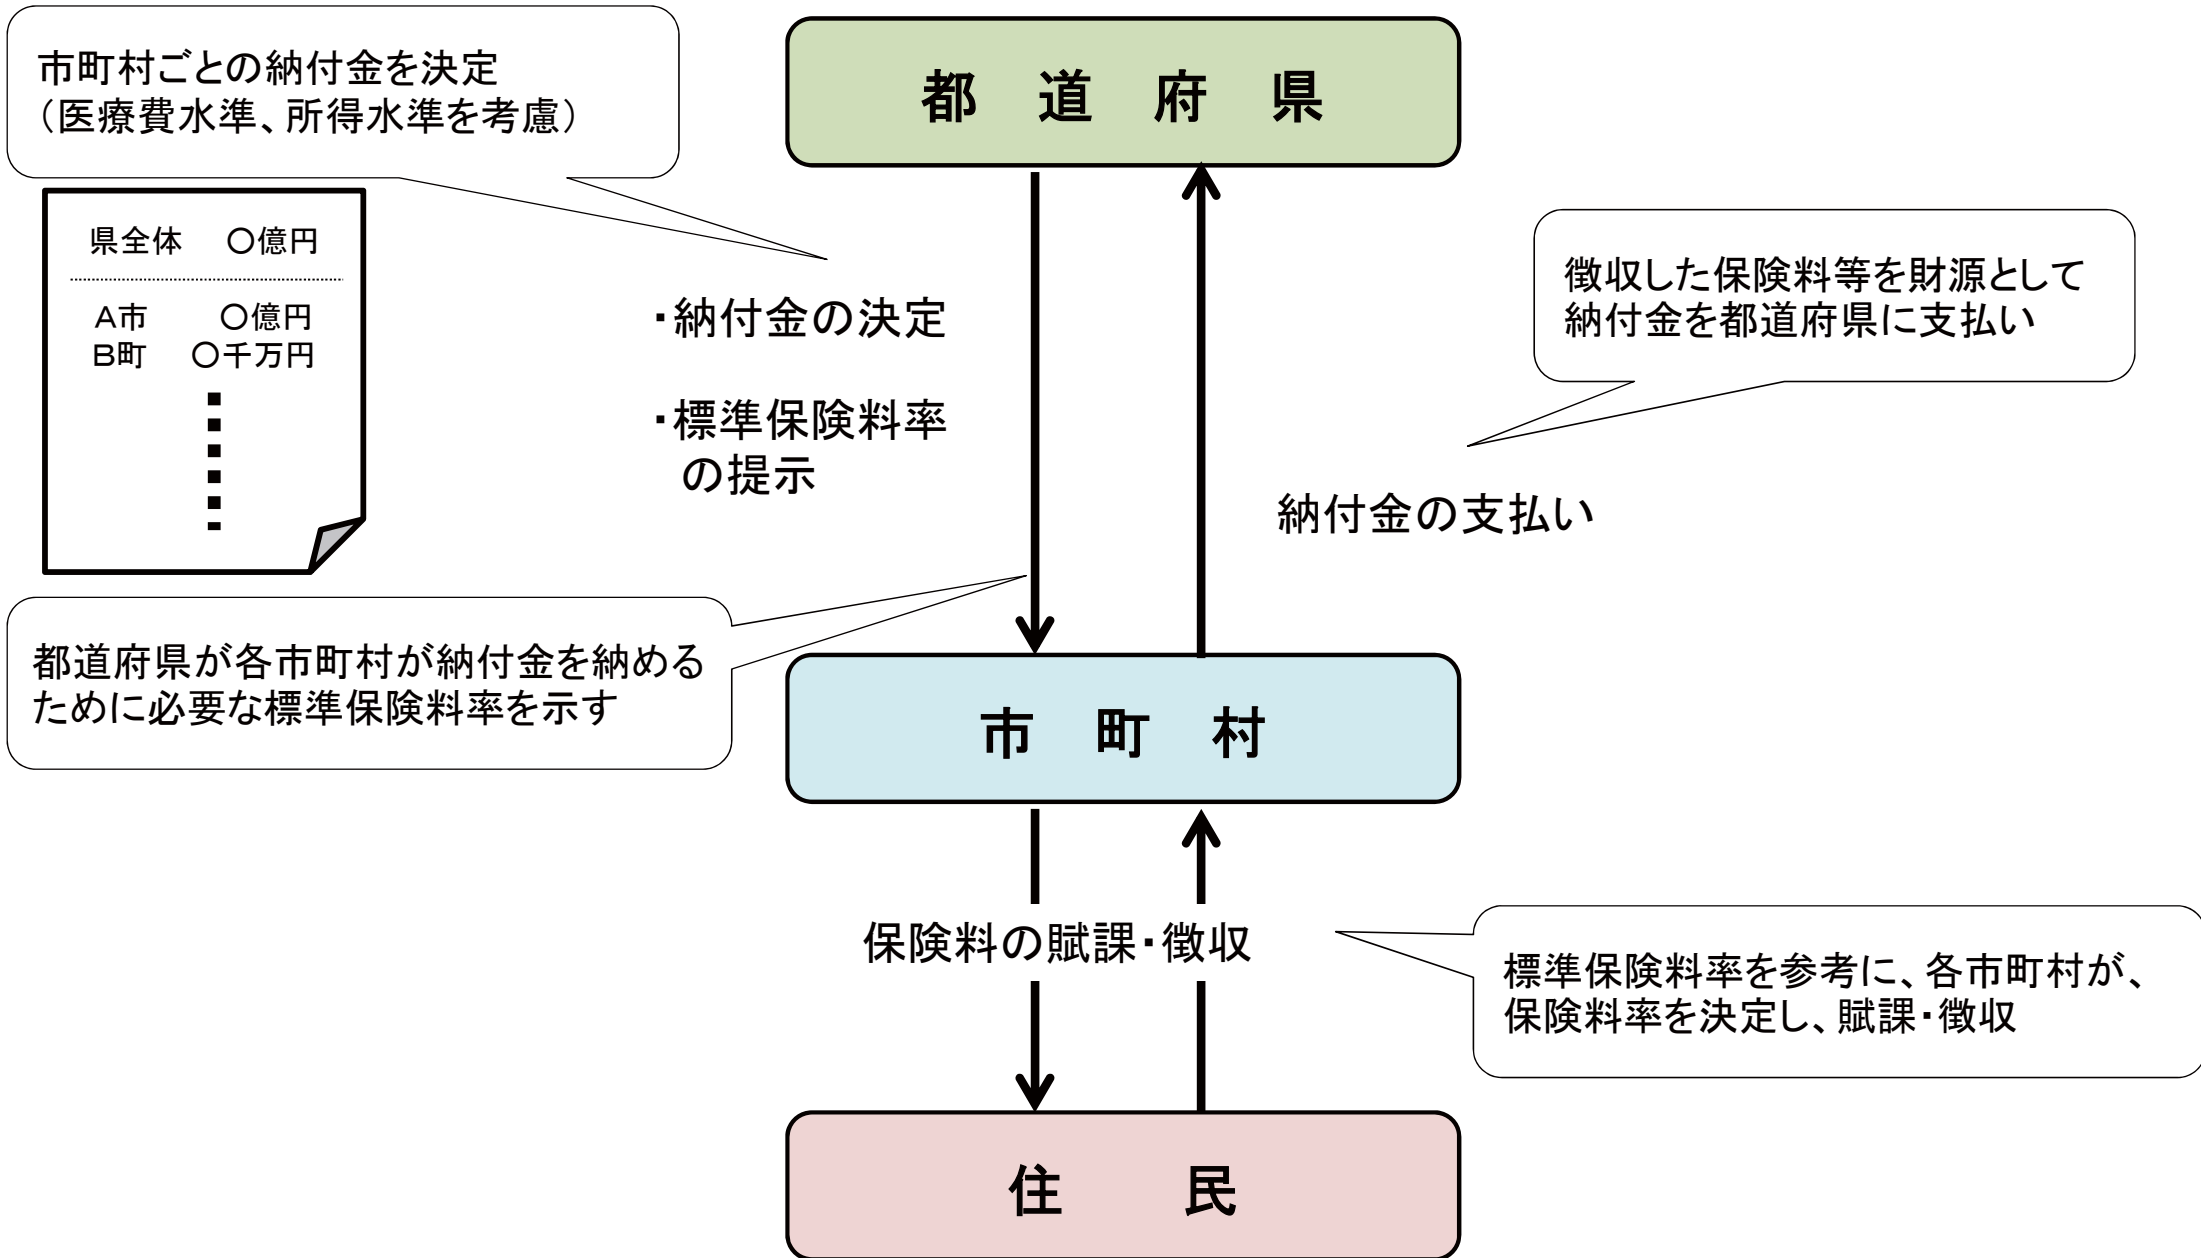 市町村ごとの納付金を決定
（医療費水準、所得水準を考慮）
都　道　府　県
県全体　〇億円
A市　〇億円
B町　〇千万円
・納付金の決定
・標準保険料率
の提示
徴収した保険料等を財源として
納付金を都道府県に支払い
納付金の支払い
都道府県が各市町村が納付金を納める
ために必要な標準保険料率を示す
市　町　村
保険料の賦課・徴収
標準保険料率を参考に、各市町村が、
保険料率を決定し、賦課・徴収
住　民